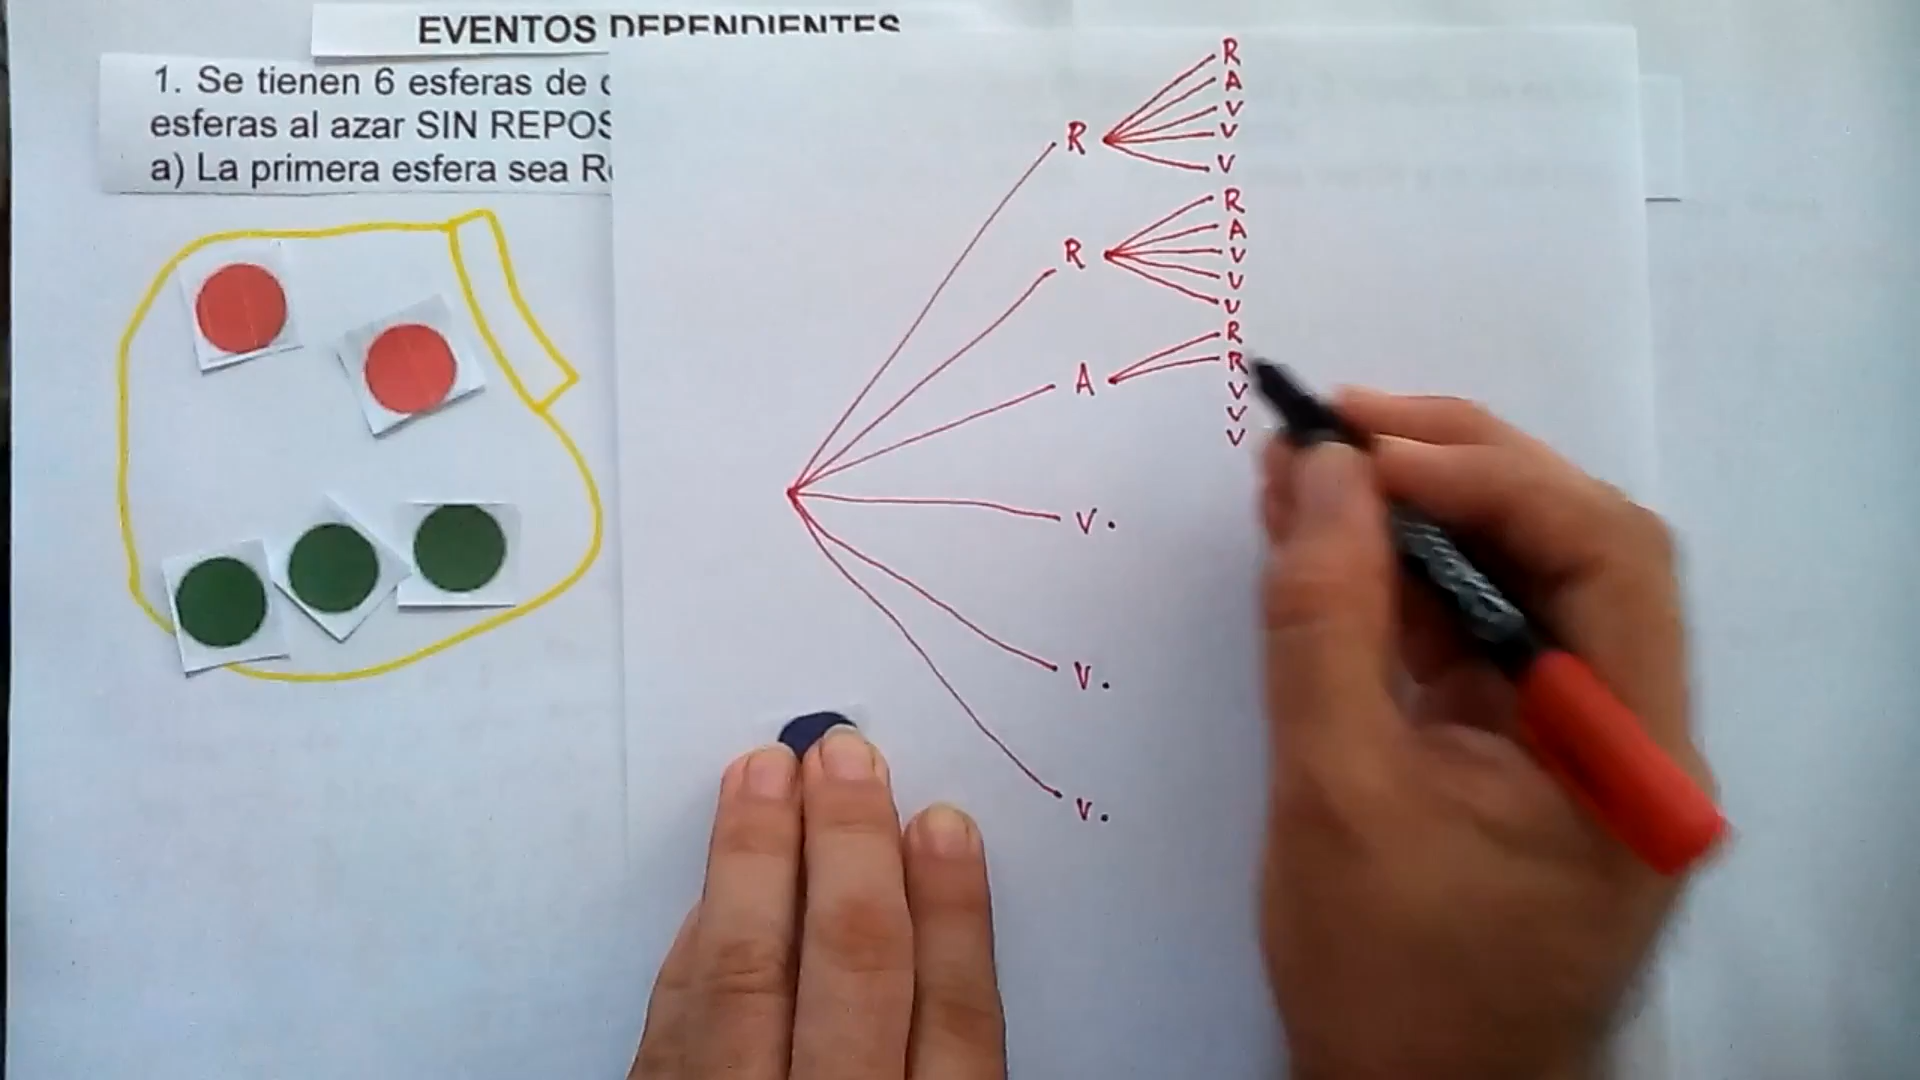 EVENTOS DEPENDIENTES
1. Se tienen 6 esferas de
esferas al azar SIN REPOS
a) La primera esfera sea
R
A
V
V
V
R
R
A
V
V
V
R
R
R
V
V
V
A
V.
V.
V.